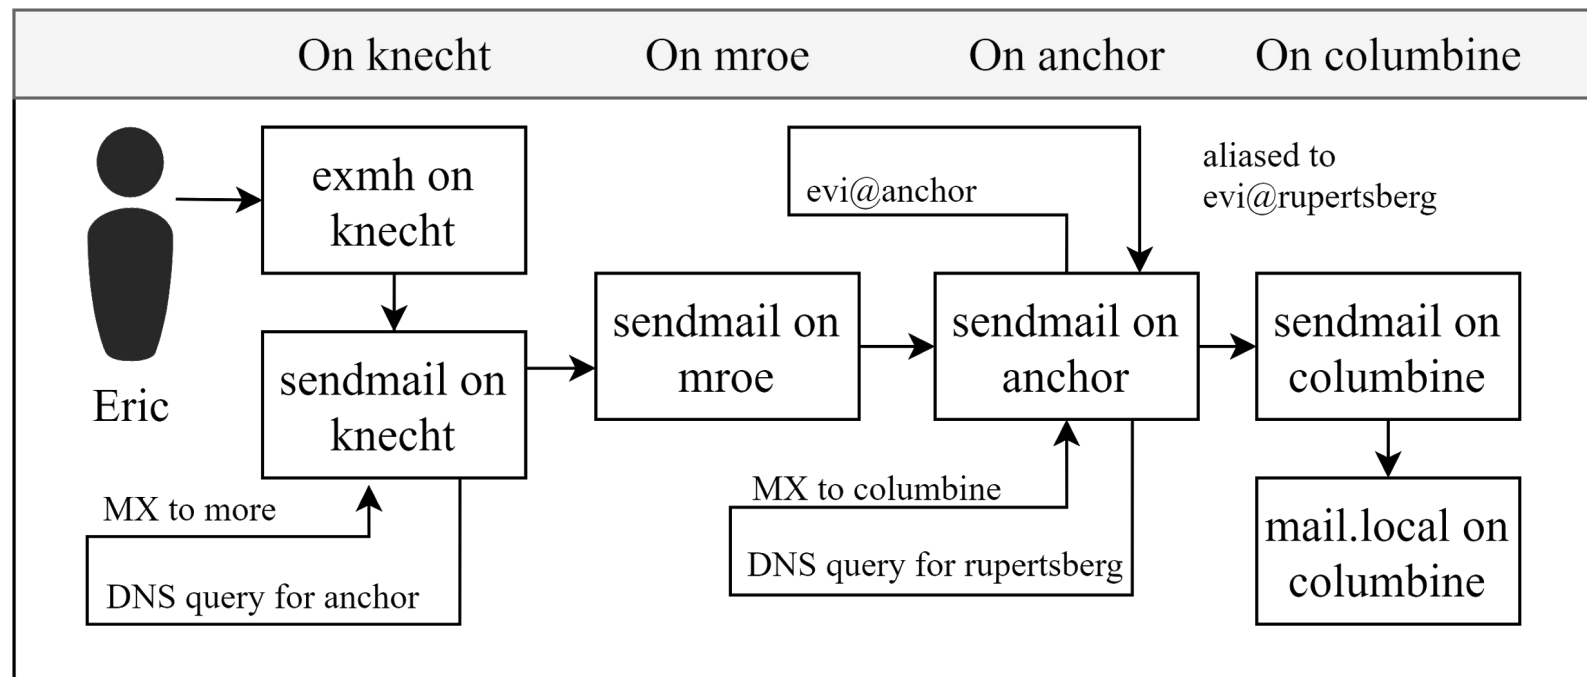 On knecht
On mroe
On anchor
On columbine
exmh on
knecht
evi@anchor
aliased to
evi@rupertsberg
Eric
sendmail on
knecht
sendmail on
mroe
sendmail on
anchor
sendmail on
columbine
MX to more
DNS query for anchor
MX to columbine
DNS query for rupertsberg
mail.local on
columbine